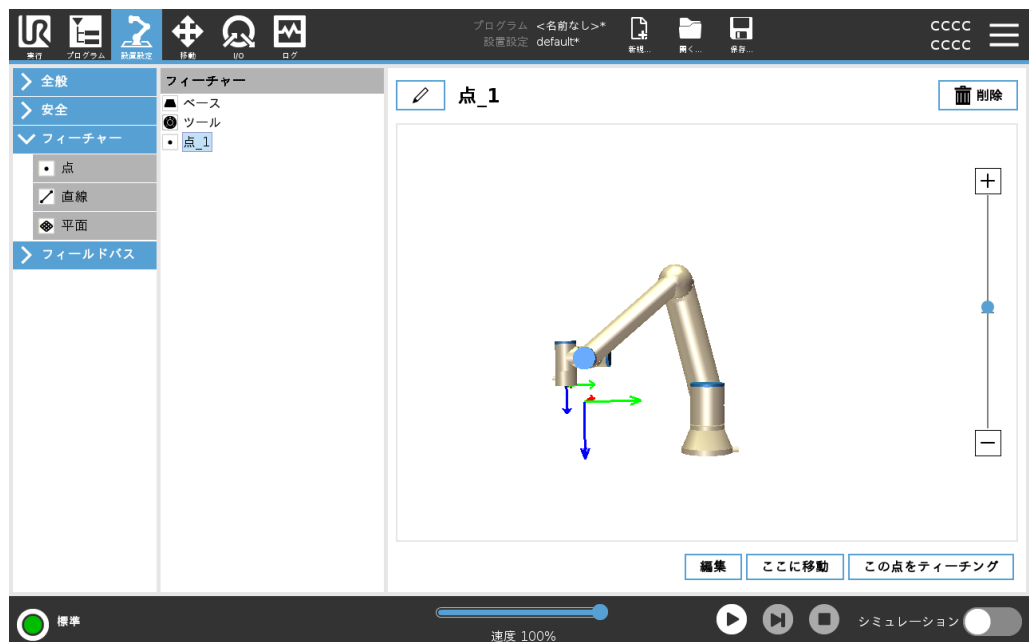 実行
プログラム
設置設定
移動
I/O
ログ
プログラム <名前なし>*
設置設定 default*
新規...
開く...
保存...
CCCC
CCCC
全般
安全
フィーチャー
点
直線
平面
フィールドバス
フィーチャー
ベース
ツール
点_1
点_1
削除
編集
ここに移動
この点をティーチング
標準
速度 100%
シミュレーション